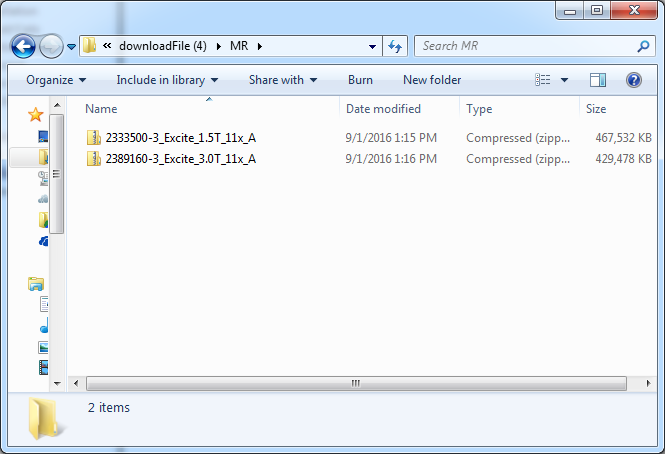 « downloadFile (4) ▸ MR ▸
Search MR
Organize Include in library Share with Burn New folder
Name Date modified Type Size
2333500-3_Excite_1.5T_11x_A 9/1/2016 1:15 PM Compressed (zipp... 467,532 KB
2389160-3_Excite_3.0T_11x_A 9/1/2016 1:16 PM Compressed (zipp... 429,478 KB
2 items